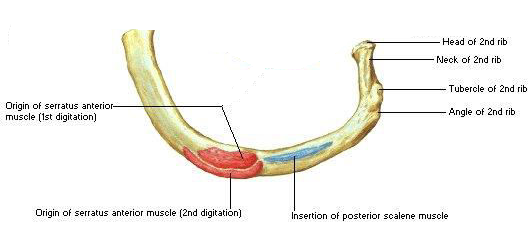 Head of 2nd rib
Neck of 2nd rib
Tubercle of 2nd rib
Angle of 2nd rib
Origin of serratus anterior
muscle (1st digitation)
Origin of serratus anterior muscle (2nd digitation)
Insertion of posterior scalene muscle